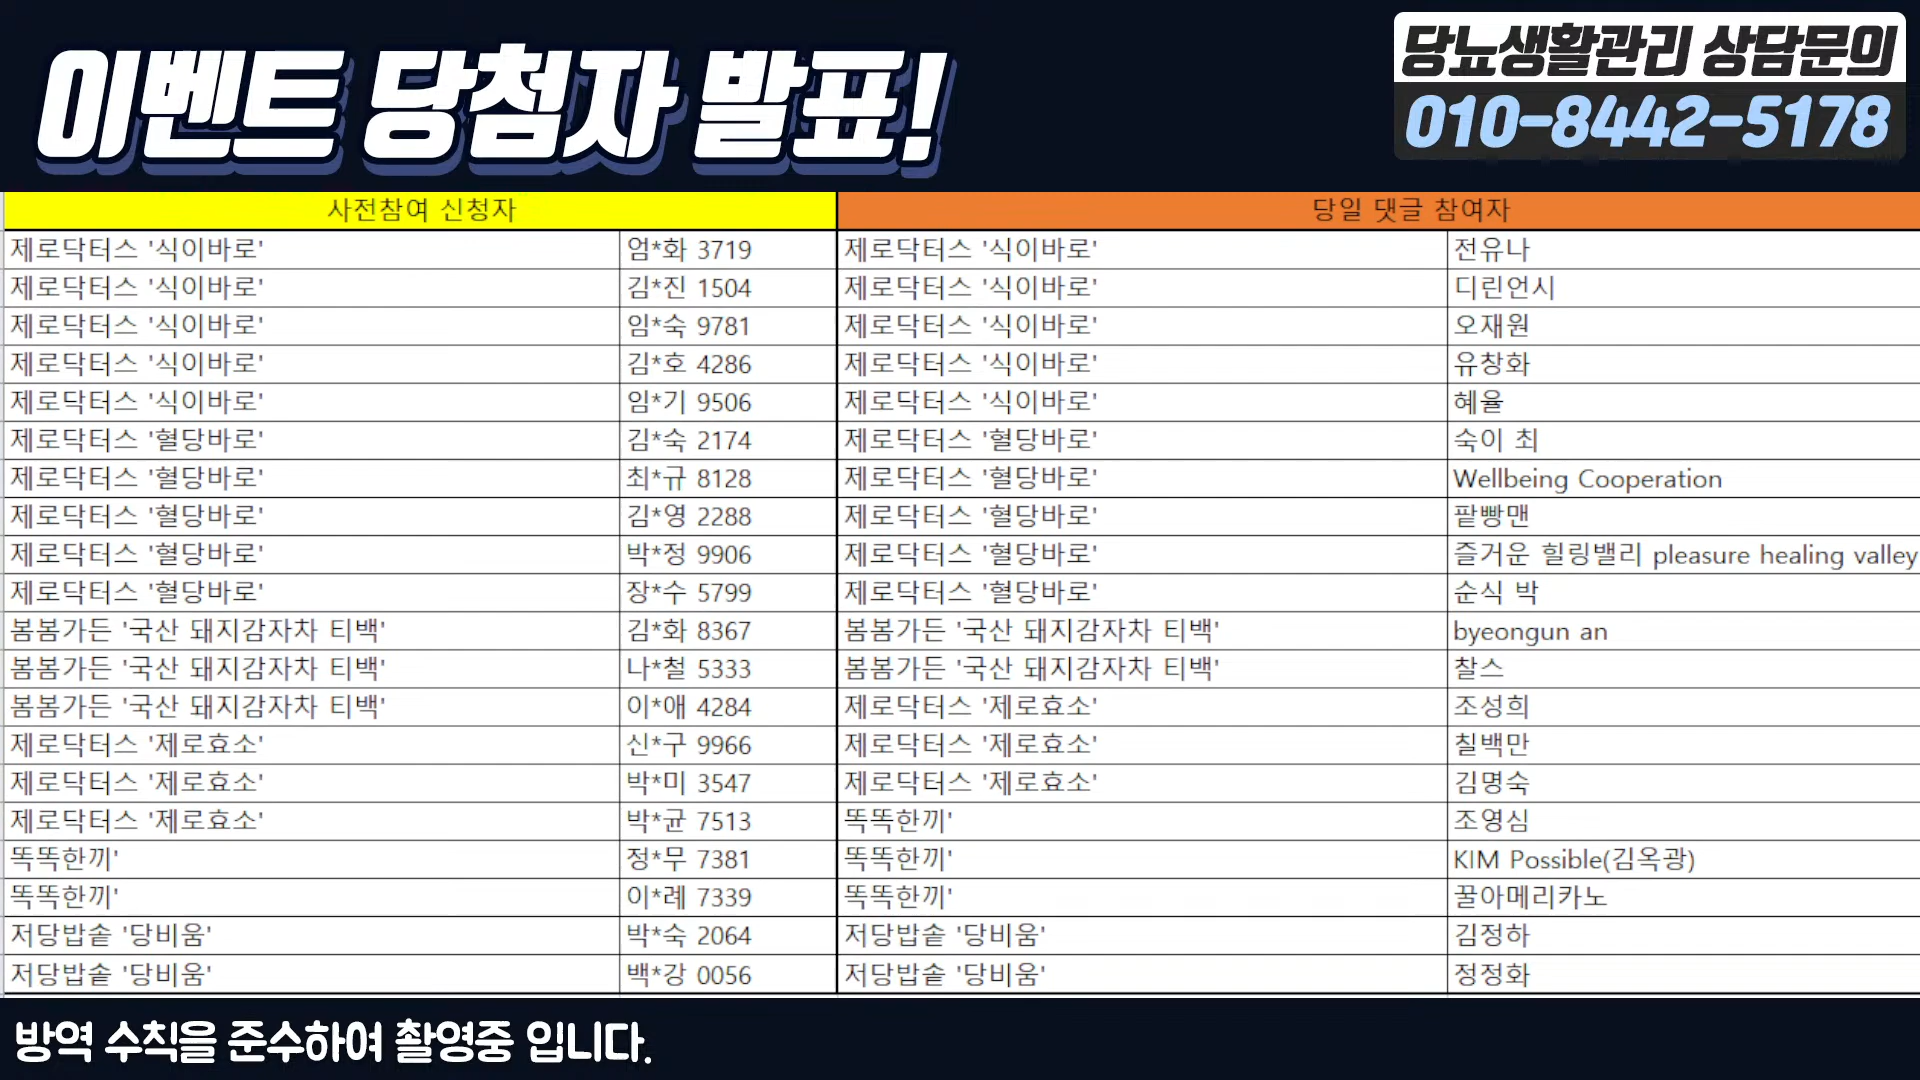 이벤트 당첨자 발표!
당뇨생활관리 상담문의
010-8442-5178
사전참여 신청자 당일 댓글 참여자
제로닥터스 '식이바로' 엄*화 3719 제로닥터스 '식이바로' 전유나
제로닥터스 '식이바로' 김*진 1504 제로닥터스 '식이바로' 디린언시
제로닥터스 '식이바로' 임*숙 9781 제로닥터스 '식이바로' 오재원
제로닥터스 '식이바로' 김*호 4286 제로닥터스 '식이바로' 유창화
제로닥터스 '식이바로' 임*기 9506 제로닥터스 '식이바로' 혜율
제로닥터스 '혈당바로' 김*숙 2174 제로닥터스 '혈당바로' 숙이 최
제로닥터스 '혈당바로' 최*규 8128 제로닥터스 '혈당바로' Wellbeing Cooperation
제로닥터스 '혈당바로' 김*영 2288 제로닥터스 '혈당바로' 팥빵맨
제로닥터스 '혈당바로' 박*정 9906 제로닥터스 '혈당바로' 즐거운 힐링밸리 pleasure healing valley
제로닥터스 '혈당바로' 장*수 5799 제로닥터스 '혈당바로' 순식 박
봄봄가든 '국산 돼지감자차 티백' 김*화 8367 봄봄가든 '국산 돼지감자차 티백' byeongun an
봄봄가든 '국산 돼지감자차 티백' 나*철 5333 봄봄가든 '국산 돼지감자차 티백' 찰스
봄봄가든 '국산 돼지감자차 티백' 이*애 4284 제로닥터스 '제로효소' 조성희
제로닥터스 '제로효소' 신*구 9966 제로닥터스 '제로효소' 칠백만
제로닥터스 '제로효소' 박*미 3547 제로닥터스 '제로효소' 김명숙
제로닥터스 '제로효소' 박*균 7513 똑똑한끼' 조영심
똑똑한끼' 정*무 7381 똑똑한끼' KIM Possible(김옥광)
똑똑한끼' 이*례 7339 똑똑한끼' 꿀아메리카노
저당밥솥 '당비움' 박*숙 2064 저당밥솥 '당비움' 김정하
저당밥솥 '당비움' 백*강 0056 저당밥솥 '당비움' 정정화
방역 수칙을 준수하여 촬영중 입니다.